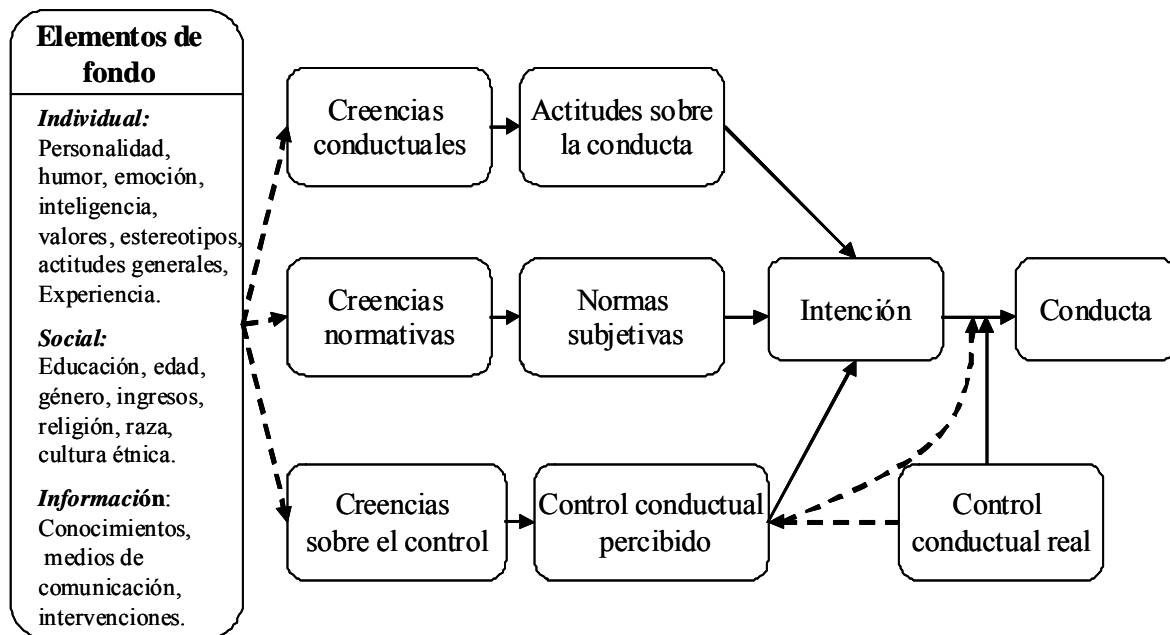 Elementos de
fondo
Individual:
Personalidad,
humor, emoción,
inteligencia,
valores, estereotipos,
actitudes generales,
Experiencia.
Social:
Educación, edad,
género, ingresos,
religión, raza,
cultura étnica.
Información:
Conocimientos,
medios de
comunicación,
intervenciones.
Creencias
conductuales
Actitudes sobre
la conducta
Creencias
normativas
Normas
subjetivas
Intención
Conducta
Creencias
sobre el control
Control conductual
percibido
Control
conductual real